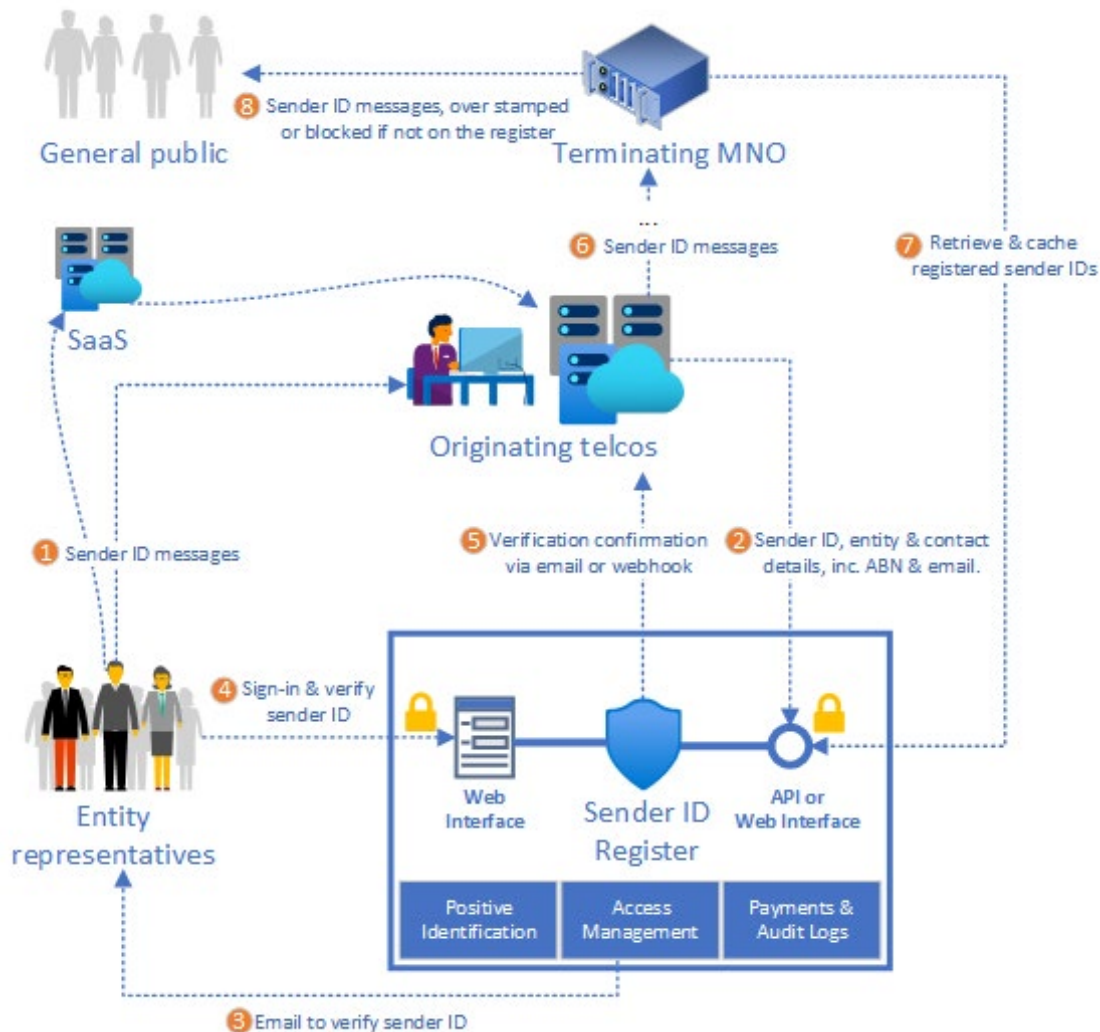 8 Sender ID messages, over stamped
or blocked if not on the register
General public
Terminating MNO
...
6 Sender ID messages
7 Retrieve & cache
registered sender IDs
SaaS
Originating telcos
1 Sender ID messages
5 Verification confirmation
via email or webhook
2 Sender ID, entity & contact
details, inc. ABN & email.
4 Sign-in & verify
sender ID
Entity
representatives
Web
Interface
Sender ID
Register
API or
Web Interface
Positive
Identification
Access
Management
Payments &
Audit Logs
3 Email to verify sender ID